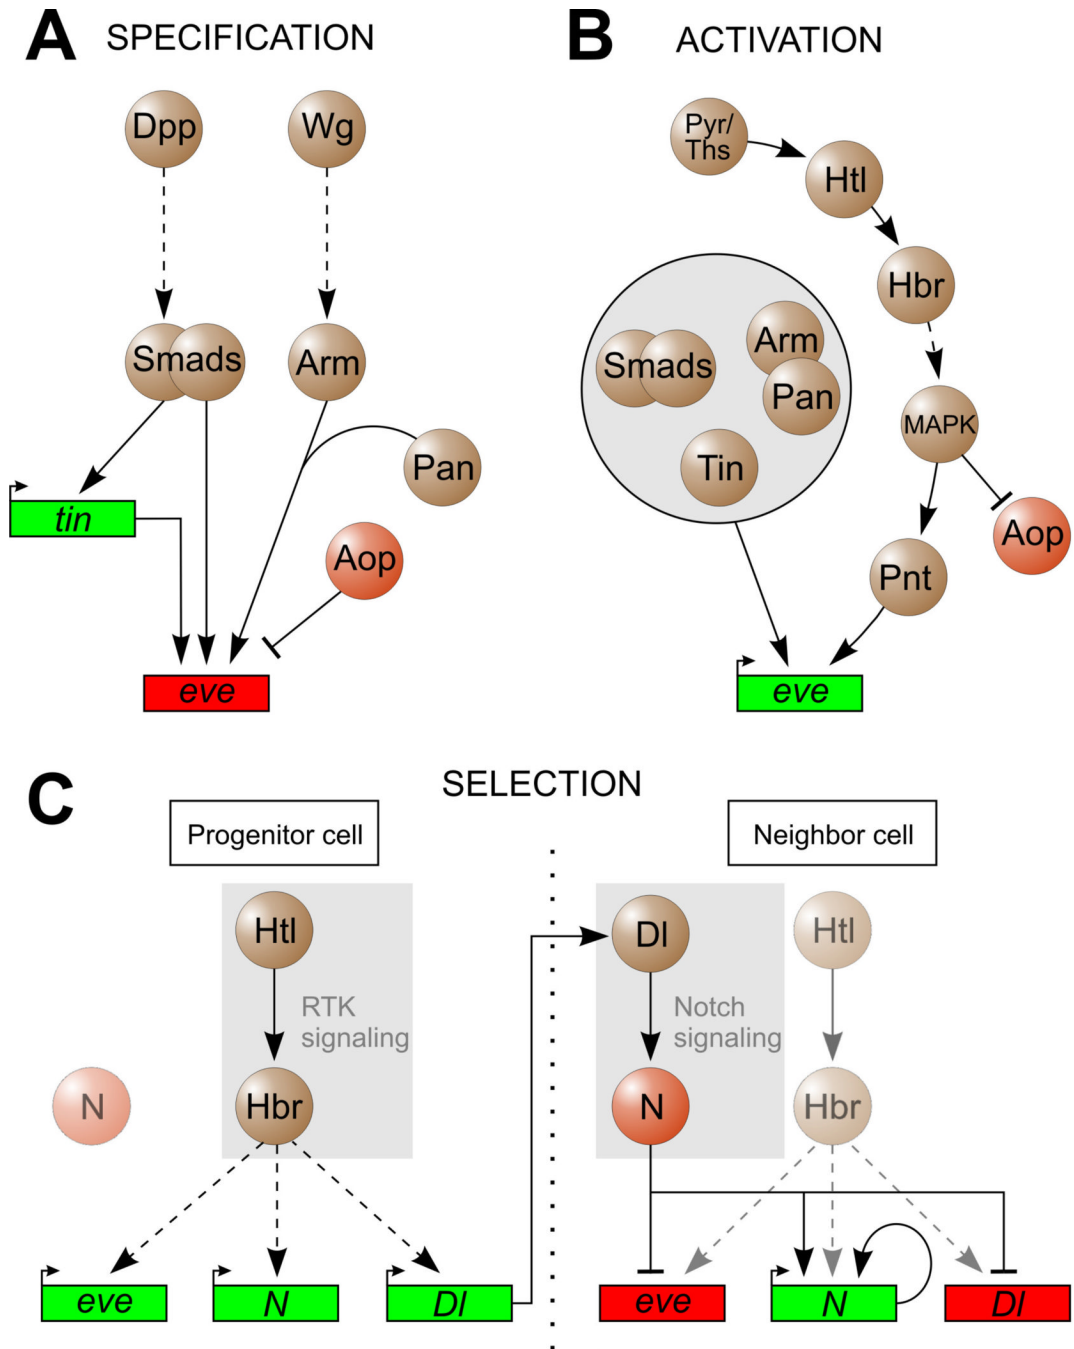 A SPECIFICATION
Dpp
Wg
Smads
Arm
Pan
tin
Aop
eve
B ACTIVATION
Pyr/
Ths
Htl
Hbr
Smads
Arm
Pan
Tin
MAPK
Aop
Pnt
eve
C SELECTION
Progenitor cell
Htl
RTK
signaling
N
Hbr
eve
N
Dl
Neighbor cell
Dl
Htl
Notch
signaling
N
Hbr
eve
N
Dl